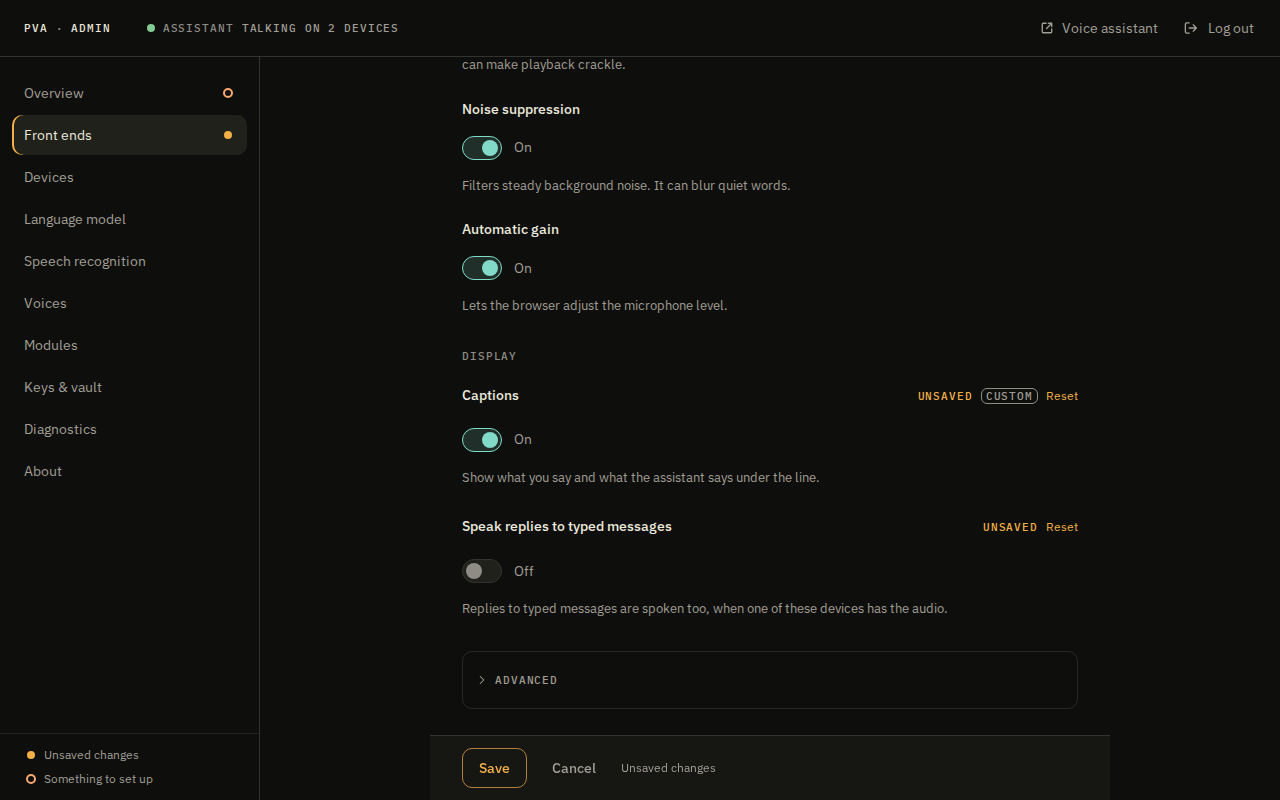 PVA · ADMIN
ASSISTANT TALKING ON 2 DEVICES
Voice assistant
Log out
Overview
Front ends
Devices
Language model
Speech recognition
Voices
Modules
Keys & vault
Diagnostics
About
Unsaved changes
Something to set up
can make playback crackle.
Noise suppression
On
Filters steady background noise. It can blur quiet words.
Automatic gain
On
Lets the browser adjust the microphone level.
DISPLAY
Captions
UNSAVED CUSTOM Reset
On
Show what you say and what the assistant says under the line.
Speak replies to typed messages
UNSAVED Reset
Off
Replies to typed messages are spoken too, when one of these devices has the audio.
ADVANCED
Save Cancel Unsaved changes